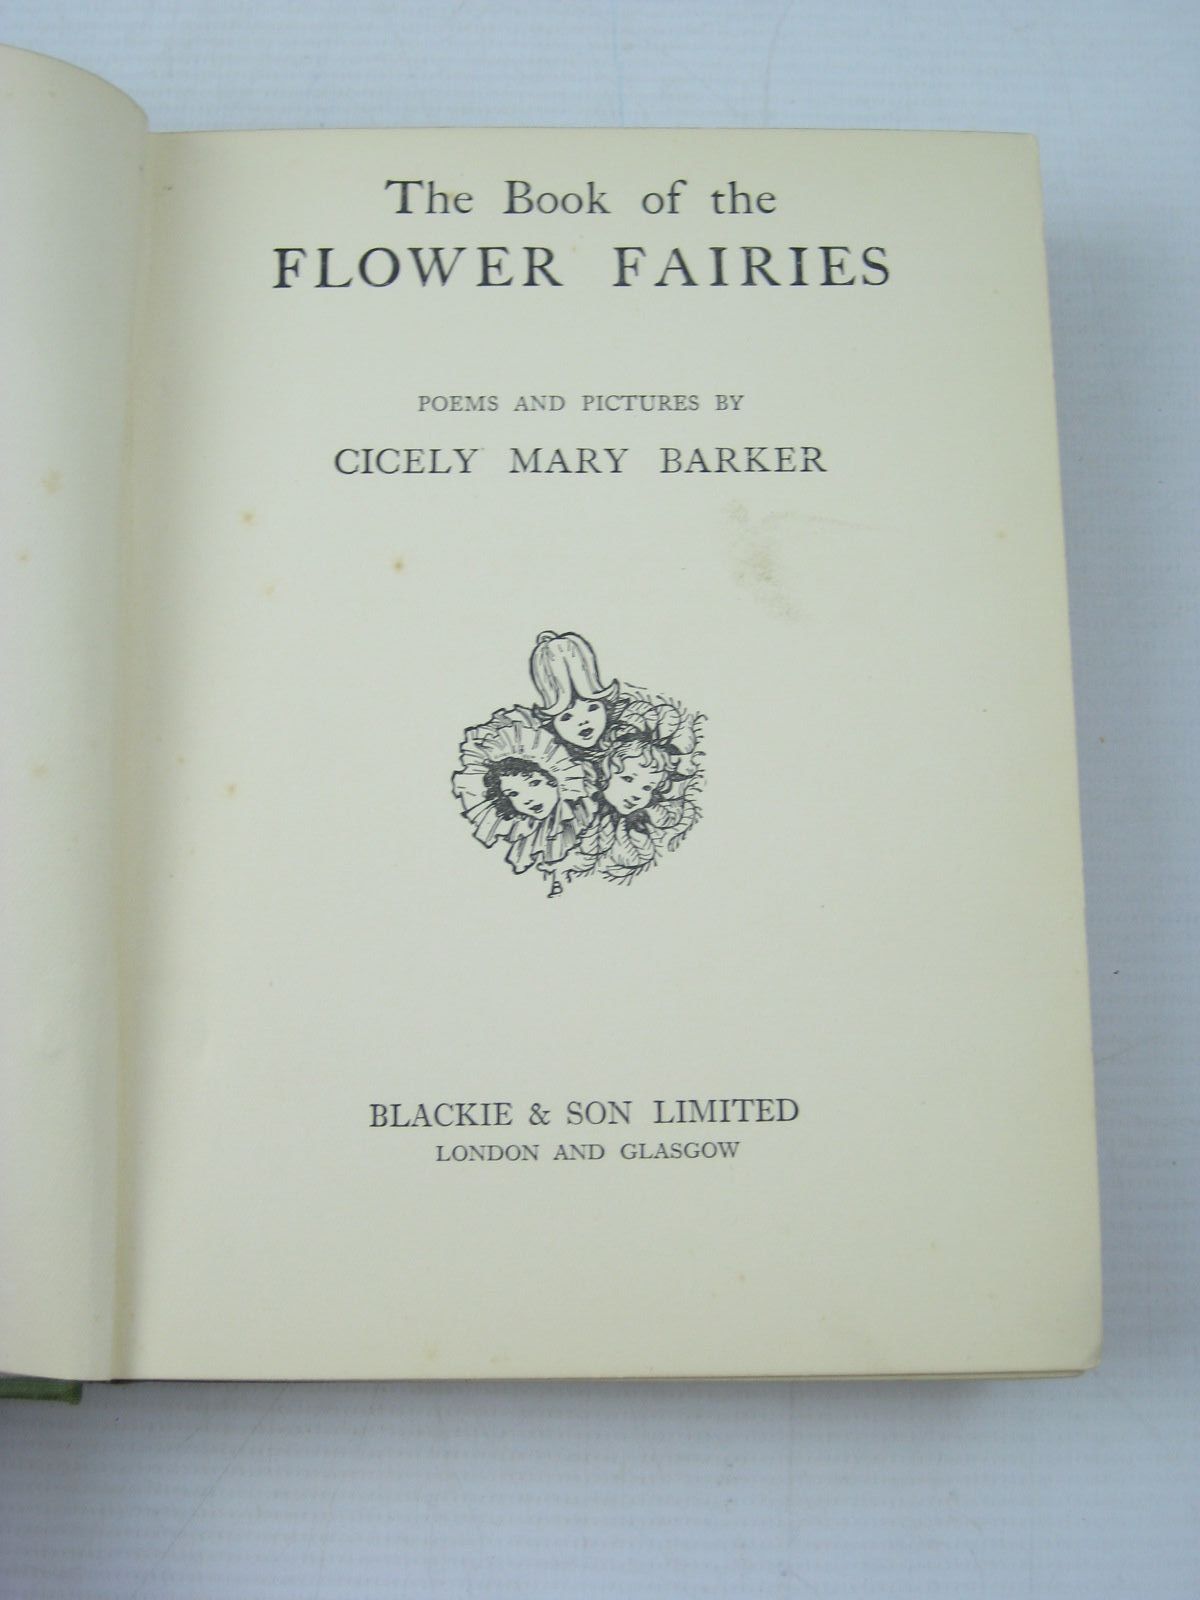 The Book of the
FLOWER FAIRIES
POEMS AND PICTURES BY
CICELY MARY BARKER
CMB
BLACKIE & SON LIMITED
LONDON AND GLASGOW